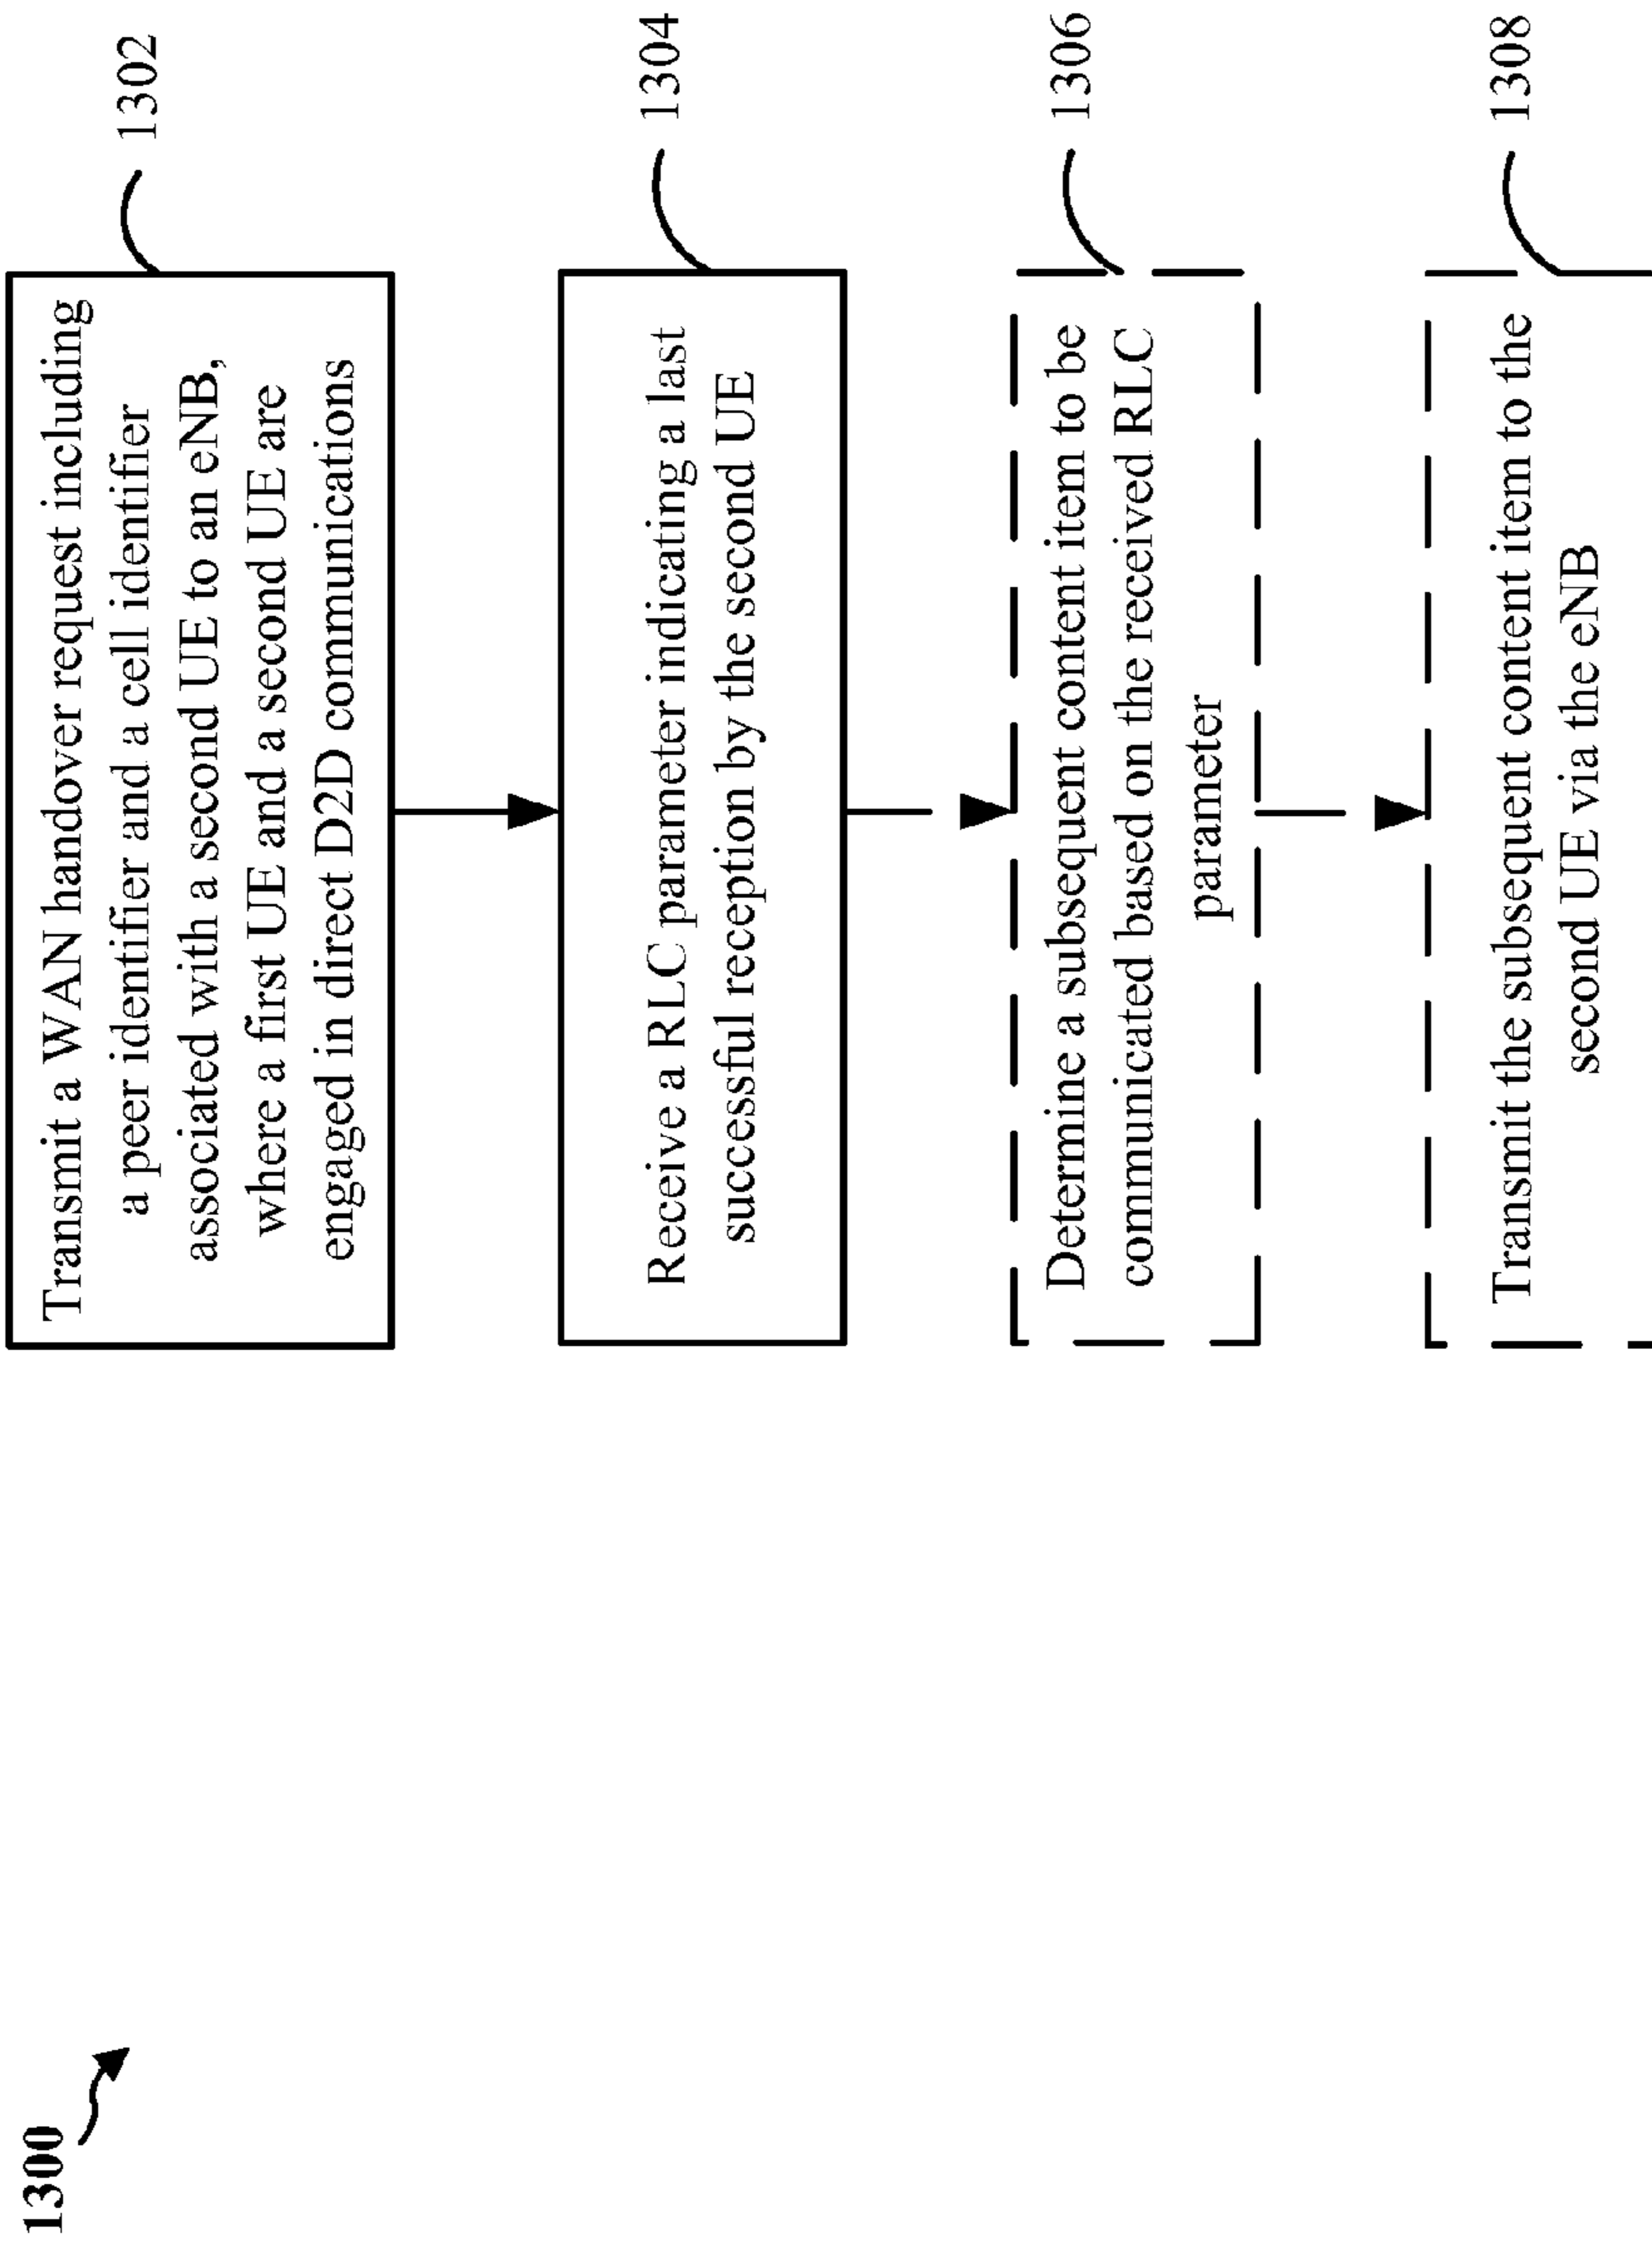 1300
Transmit a WAN handover request including
a peer identifier and a cell identifier
associated with a second UE to an eNB,
where a first UE and a second UE are
engaged in direct D2D communications
1302
Receive a RLC parameter indicating a last
successful reception by the second UE
1304
Determine a subsequent content item to be
communicated based on the received RLC
parameter
1306
Transmit the subsequent content item to the
second UE via the eNB
1308